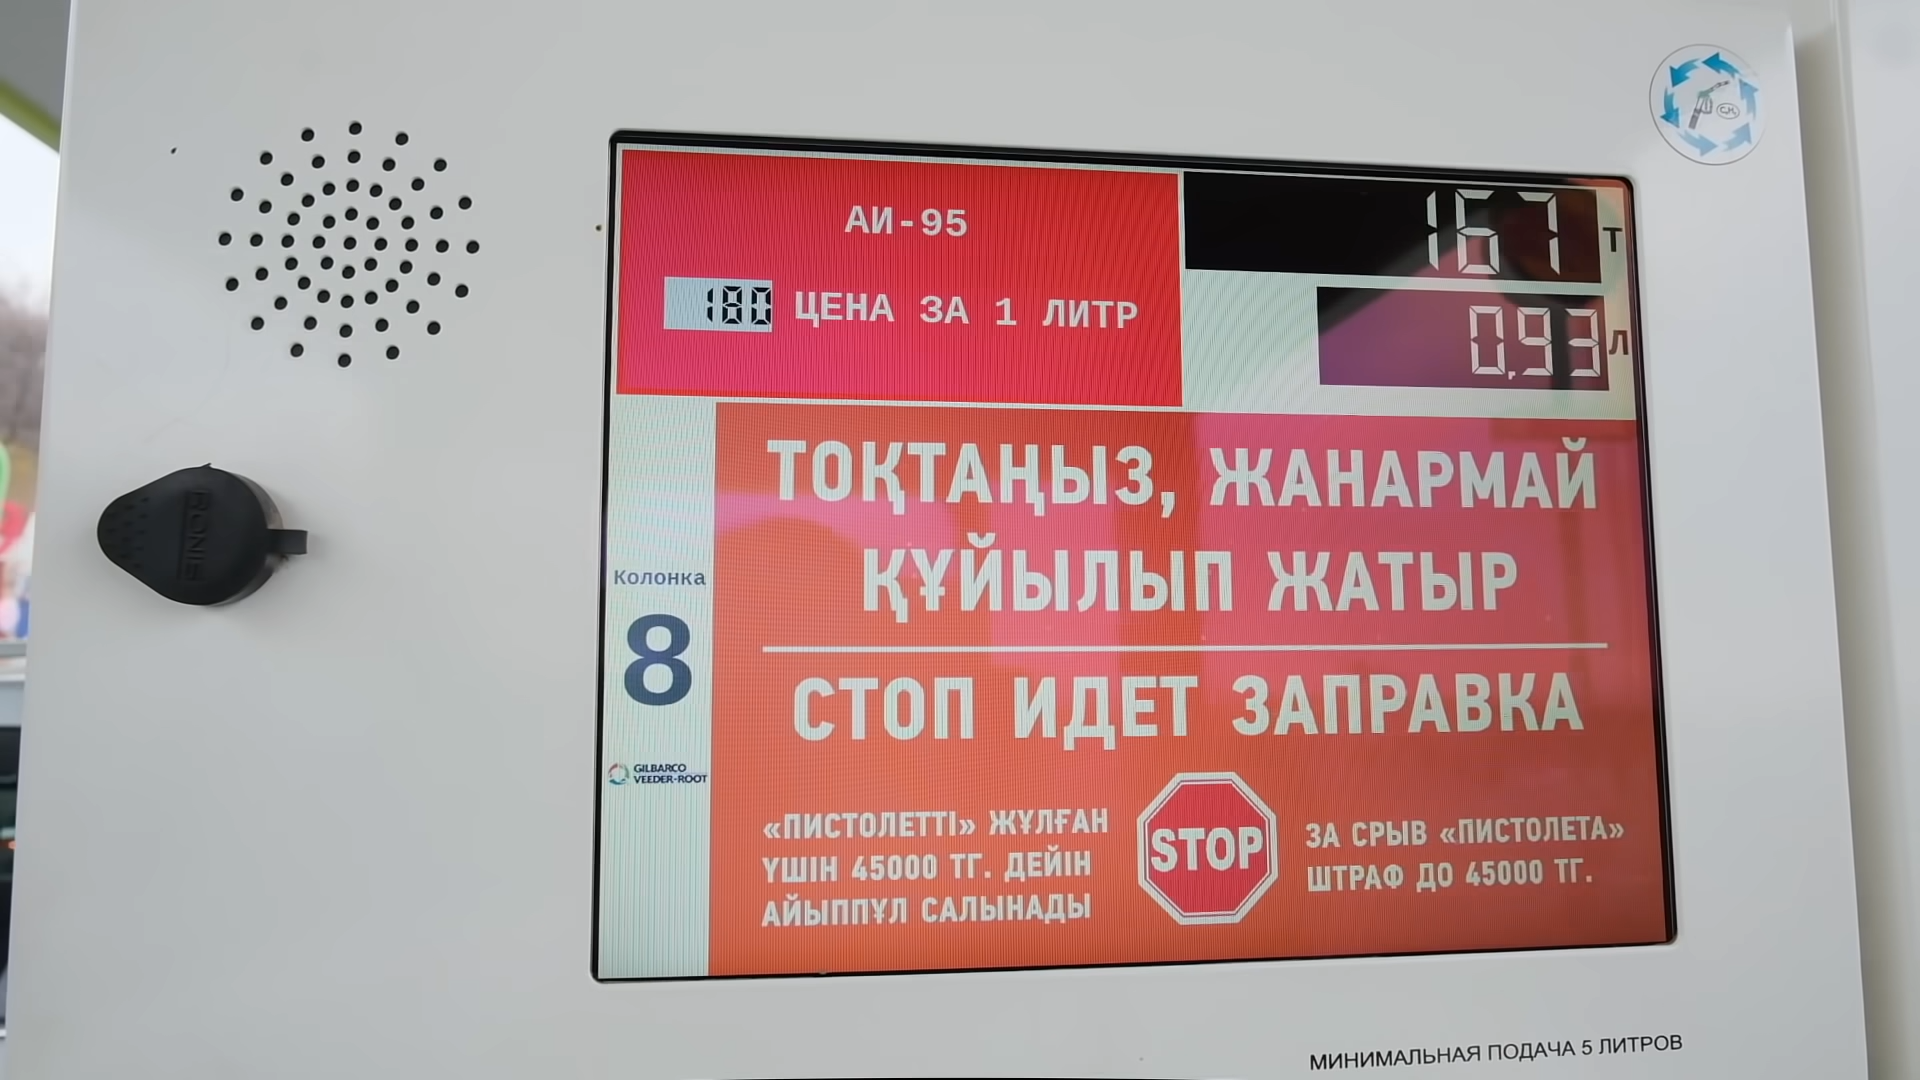 АИ-95
180 ЦЕНА ЗА 1 ЛИТР
167 Т
0,93 Л
ТОҚТАҢЫЗ, ЖАНАРМАЙ
ҚҰЙЫЛЫП ЖАТЫР
СТОП ИДЕТ ЗАПРАВКА
Колонка
8
GILBARCO
VEEDER-ROOT
«ПИСТОЛЕТТІ» ЖҰЛҒАН
ҮШІН 45000 ТГ. ДЕЙІН
АЙЫППҰЛ САЛЫНАДЫ
STOP
ЗА СРЫВ «ПИСТОЛЕТА»
ШТРАФ ДО 45000 ТГ.
RONIS
МИНИМАЛЬНАЯ ПОДАЧА 5 ЛИТРОВ